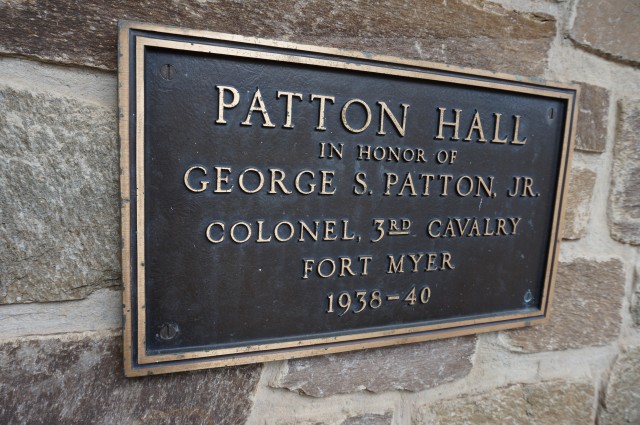 PATTON HALL
IN HONOR OF
GEORGE S. PATTON, JR.
COLONEL, 3RD CAVALRY
FORT MYER
1938-40